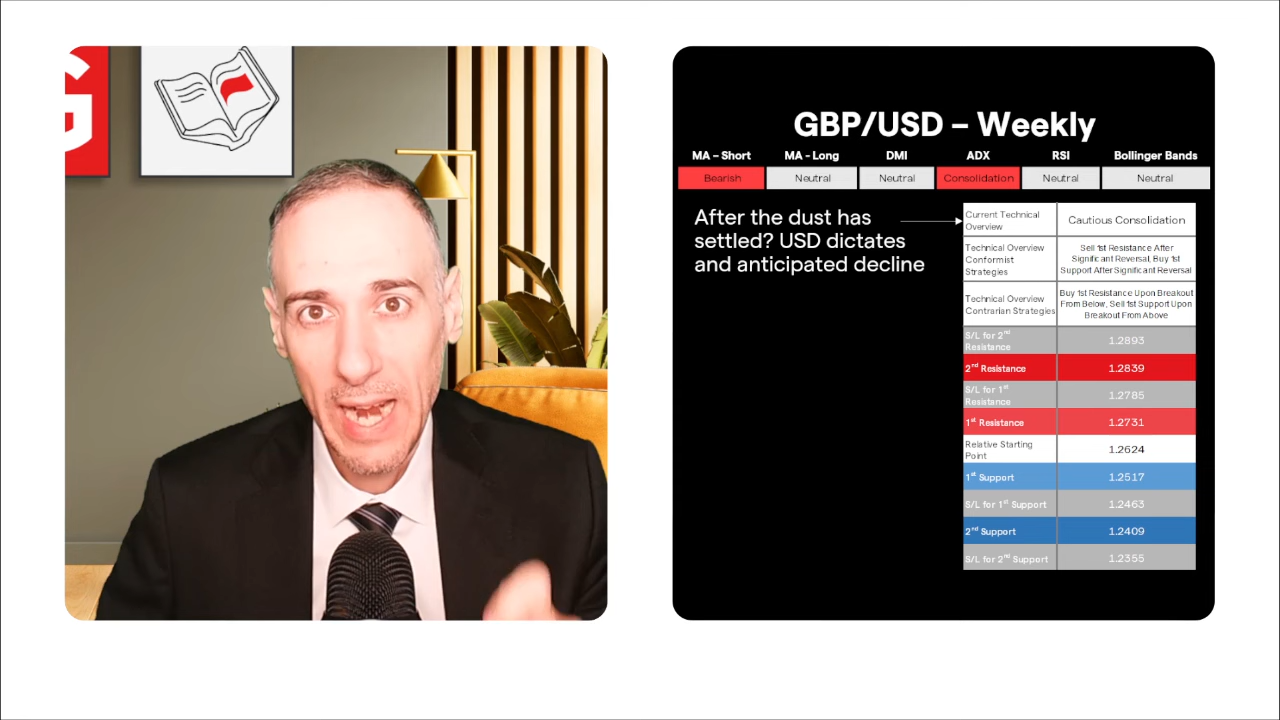 G
GBP/USD – Weekly
MA – Short
MA - Long
DMI
ADX
RSI
Bollinger Bands
Bearish
Neutral
Neutral
Consolidation
Neutral
Neutral
After the dust has
settled? USD dictates
and anticipated decline
Current Technical
Overview
Cautious Consolidation
Technical Overview
Conformist
Strategies
Sell 1st Resistance After
Significant Reversal, Buy 1st
Support After Significant Reversal
Technical Overview
Contrarian Strategies
Buy 1st Resistance Upon Breakout
From Below, Sell 1st Support Upon
Breakout From Above
S/L for 2nd
Resistance
1.2893
2nd Resistance
1.2839
S/L for 1st
Resistance
1.2785
1st Resistance
1.2731
Relative Starting
Point
1.2624
1st Support
1.2517
S/L for 1st Support
1.2463
2nd Support
1.2409
S/L for 2nd Support
1.2355